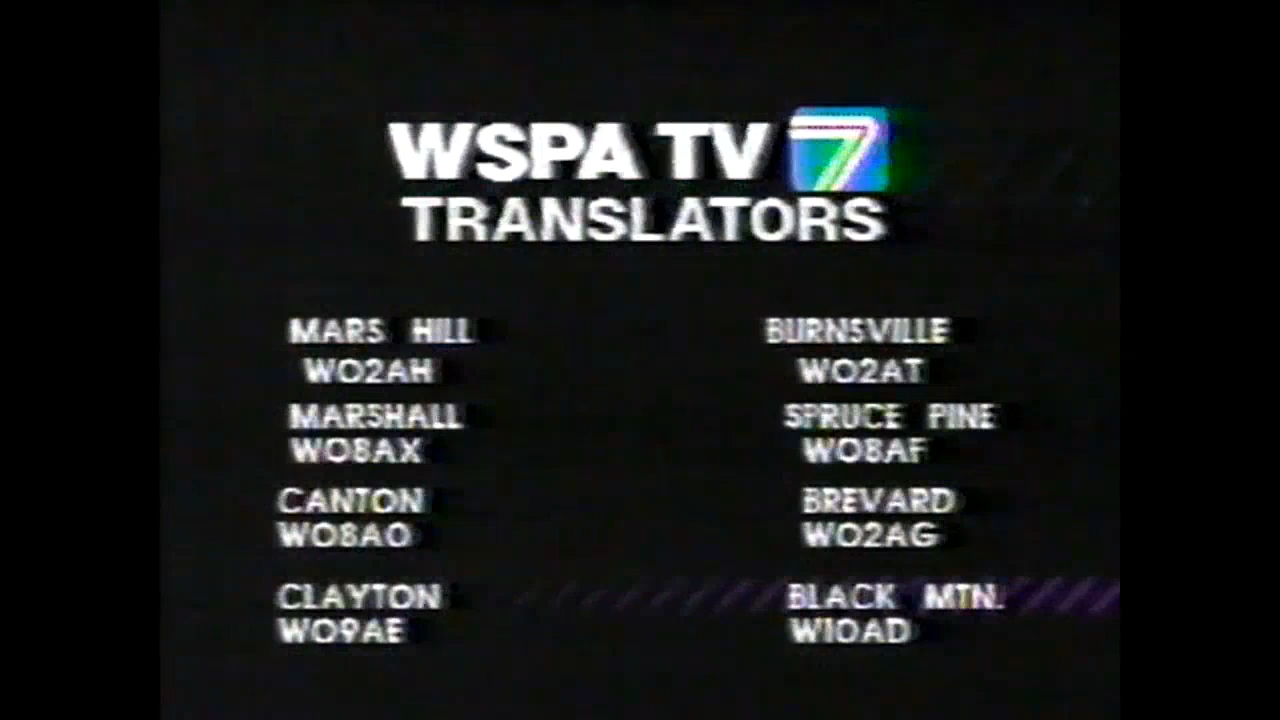 WSPA TV 7
TRANSLATORS
MARS HILL
WO2AH
MARSHALL
WO8AX
CANTON
WO8AO
CLAYTON
WO9AE
BURNSVILLE
WO2AT
SPRUCE PINE
WO8AF
BREVARD
WO2AG
BLACK MTN.
W10AD